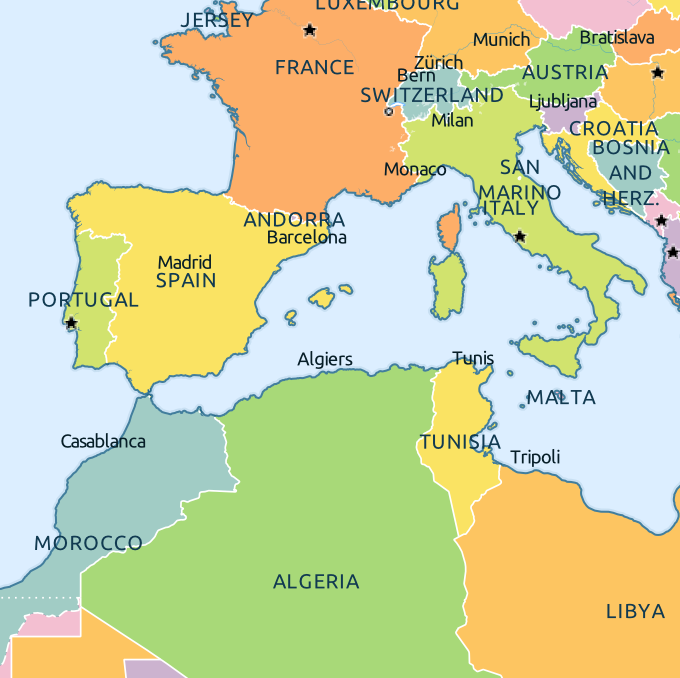 LUXEMBOURG
JERSEY
Bratislava
Munich
FRANCE
Zürich
Bern
AUSTRIA
SWITZERLAND
Ljubljana
Milan
CROATIA
BOSNIA
AND
HERZ.
Monaco
SAN
MARINO
ITALY
ANDORRA
Barcelona
Madrid
SPAIN
PORTUGAL
Algiers
Tunis
MALTA
Casablanca
TUNISIA
Tripoli
MOROCCO
ALGERIA
LIBYA